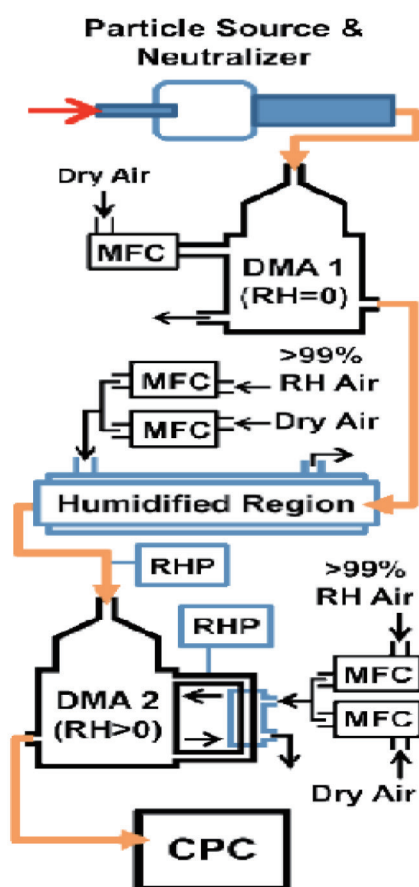 Particle Source &
Neutralizer
Dry Air
MFC
DMA 1
(RH=0)
>99%
RH Air
MFC
MFC
Dry Air
Humidified Region
RHP
>99%
RH Air
RHP
MFC
DMA 2
(RH>0)
MFC
Dry Air
CPC